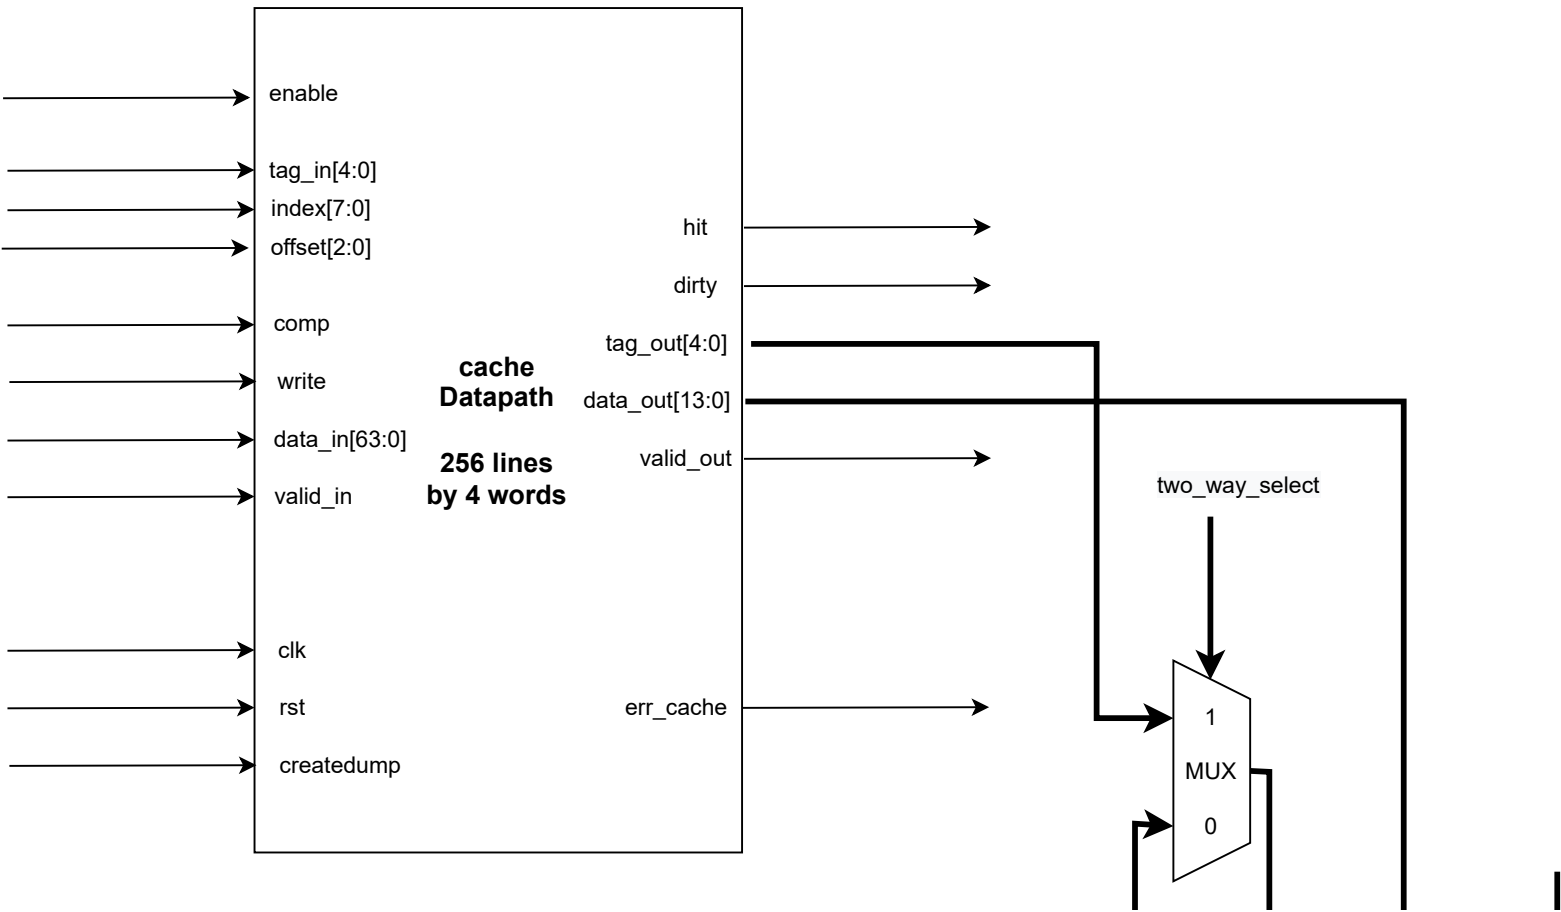 enable
tag_in[4:0]
index[7:0]
offset[2:0]
comp
write
data_in[63:0]
valid_in
clk
rst
createdump
cache
Datapath
256 lines
by 4 words
hit
dirty
tag_out[4:0]
data_out[13:0]
valid_out
err_cache
two_way_select
1
MUX
0